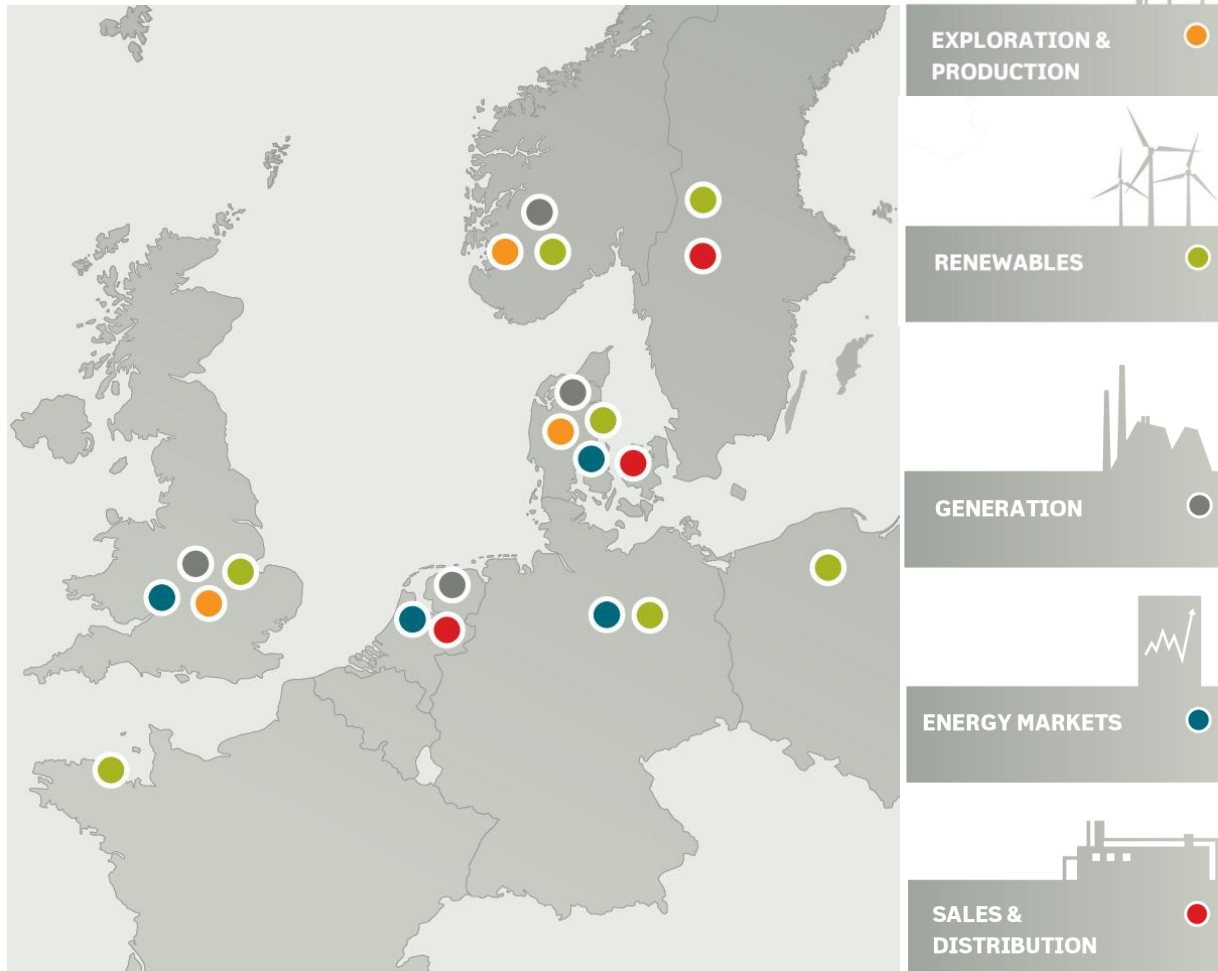 EXPLORATION &
PRODUCTION
RENEWABLES
GENERATION
ENERGY MARKETS
SALES &
DISTRIBUTION